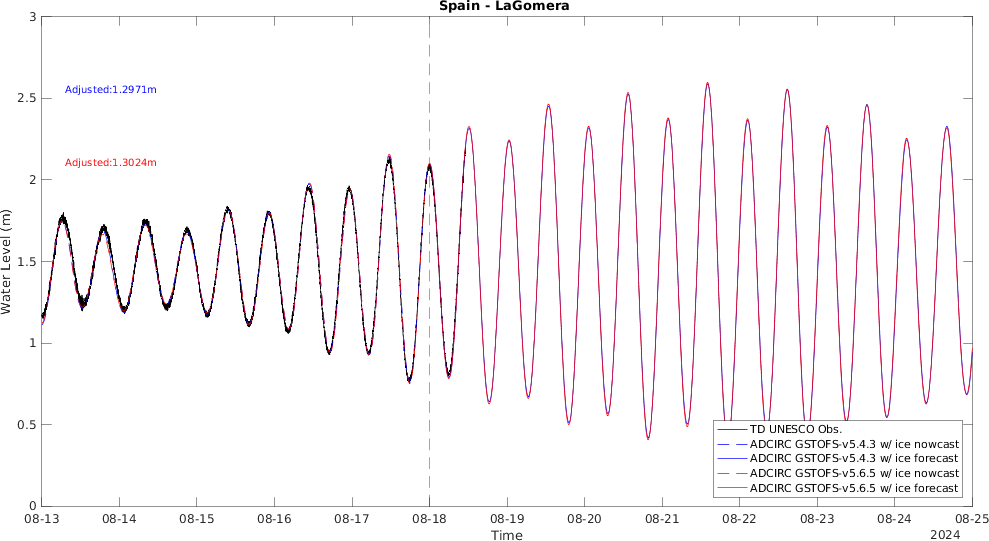 Spain - LaGomera
3
2.5
2
1.5
1
0.5
0
Water Level (m)
Adjusted:1.2971m
Adjusted:1.3024m
TD UNESCO Obs.
ADCIRC GSTOFS-v5.4.3 w/ ice nowcast
ADCIRC GSTOFS-v5.4.3 w/ ice forecast
ADCIRC GSTOFS-v5.6.5 w/ ice nowcast
ADCIRC GSTOFS-v5.6.5 w/ ice forecast
08-13 08-14 08-15 08-16 08-17 08-18 08-19 08-20 08-21 08-22 08-23 08-24 08-25
Time
2024